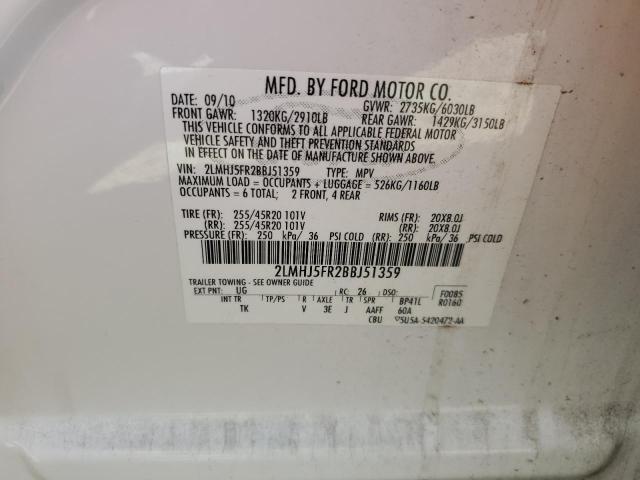 MFD. BY FORD MOTOR CO.
DATE: 09/10 GVWR: 2735KG/6030LB
FRONT GAWR: 1320KG/2910LB REAR GAWR: 1429KG/3150LB
THIS VEHICLE CONFORMS TO ALL APPLICABLE FEDERAL MOTOR
VEHICLE SAFETY AND THEFT PREVENTION STANDARDS
IN EFFECT ON THE DATE OF MANUFACTURE SHOWN ABOVE.
VIN: 2LMHJ5FR2BBJ51359 TYPE: MPV
MAXIMUM LOAD = OCCUPANTS + LUGGAGE = 526KG/1160LB
OCCUPANTS = 6 TOTAL; 2 FRONT, 4 REAR
TIRE (FR): 255/45R20 101V RIMS (FR): 20X8.0J
(RR): 255/45R20 101V (RR): 20X8.0J
PRESSURE (FR): 250 kPa/ 36 PSI COLD (RR): 250 kPa/ 36 PSI COLD
2LMHJ5FR2BBJ51359
TRAILER TOWING - SEE OWNER GUIDE
EXT PNT: UG RC: 26 DSO: F0085
INT TR TP/PS R AXLE TR SPR BP41L R0160
TK V 3E J AAFF 60A
CBU 5U5A-5420472-AA